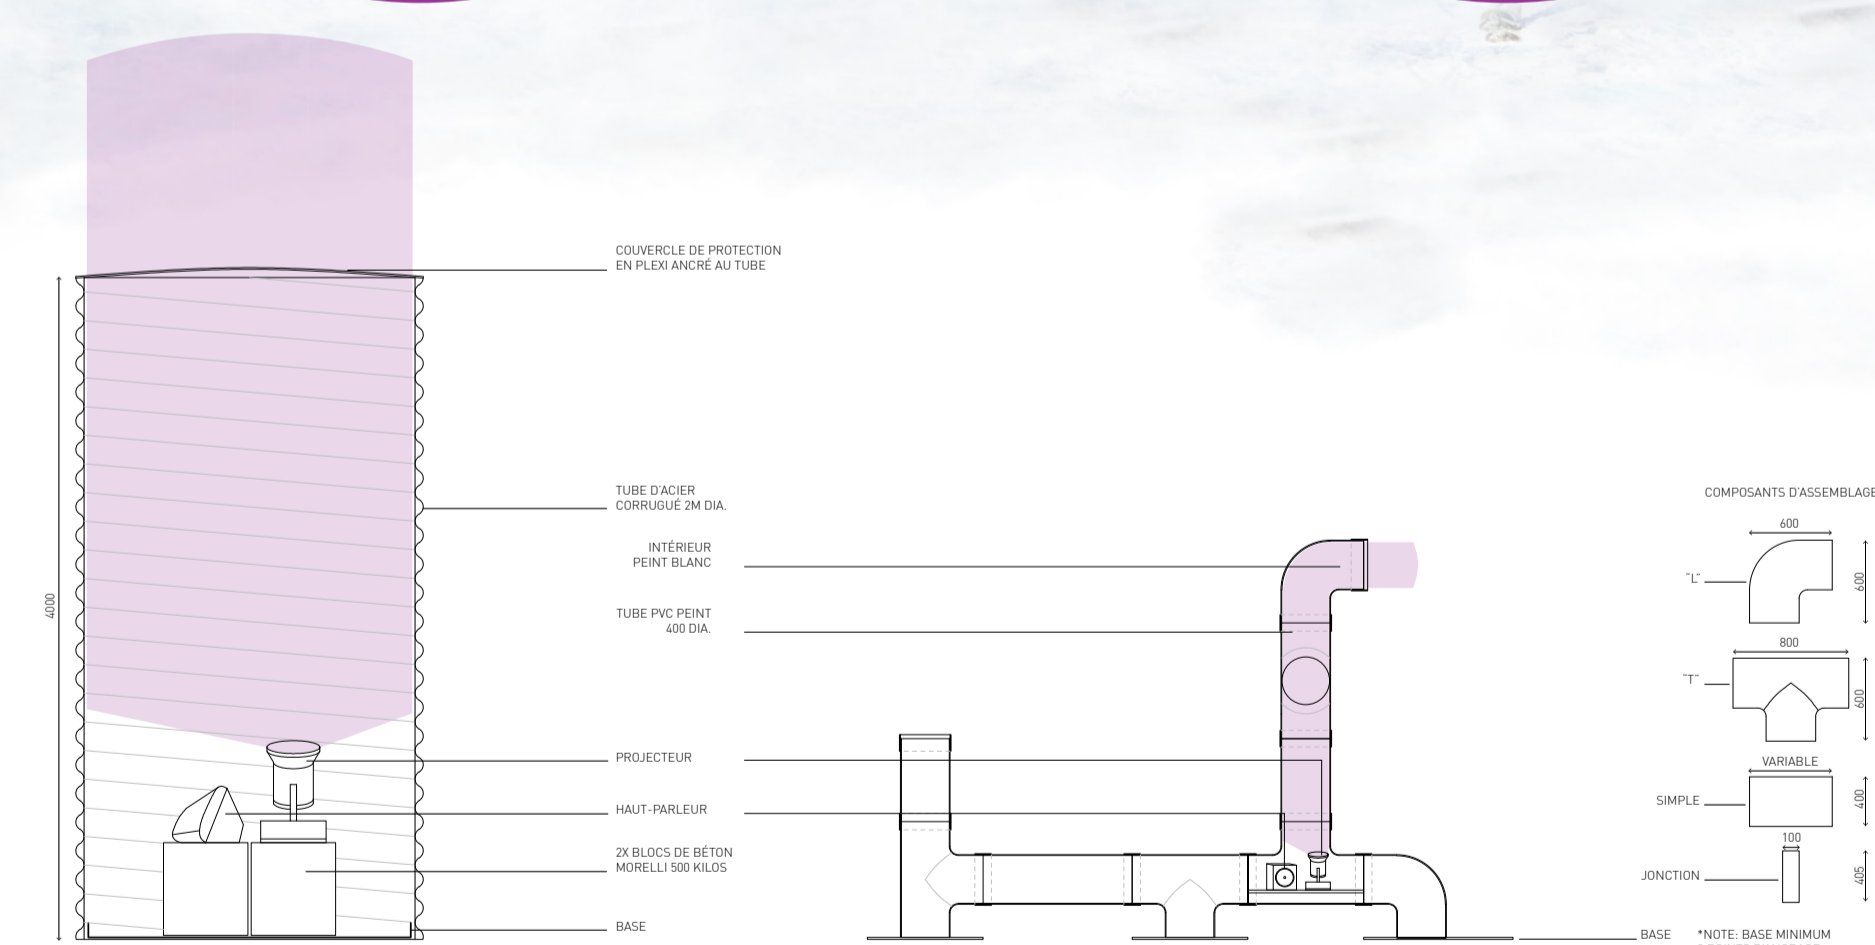 COUVERCLE DE PROTECTION
EN PLEXI ANCRÉ AU TUBE
4000
TUBE D'ACIER
CORRUGUÉ 2M DIA.
INTÉRIEUR
PEINT BLANC
TUBE PVC PEINT
400 DIA.
PROJECTEUR
HAUT-PARLEUR
2X BLOCS DE BÉTON
MORELLI 500 KILOS
BASE
COMPOSANTS D'ASSEMBLAGE
600
"L"
600
800
"T"
600
VARIABLE
SIMPLE
400
100
JONCTION
405
BASE
*NOTE: BASE MINIMUM